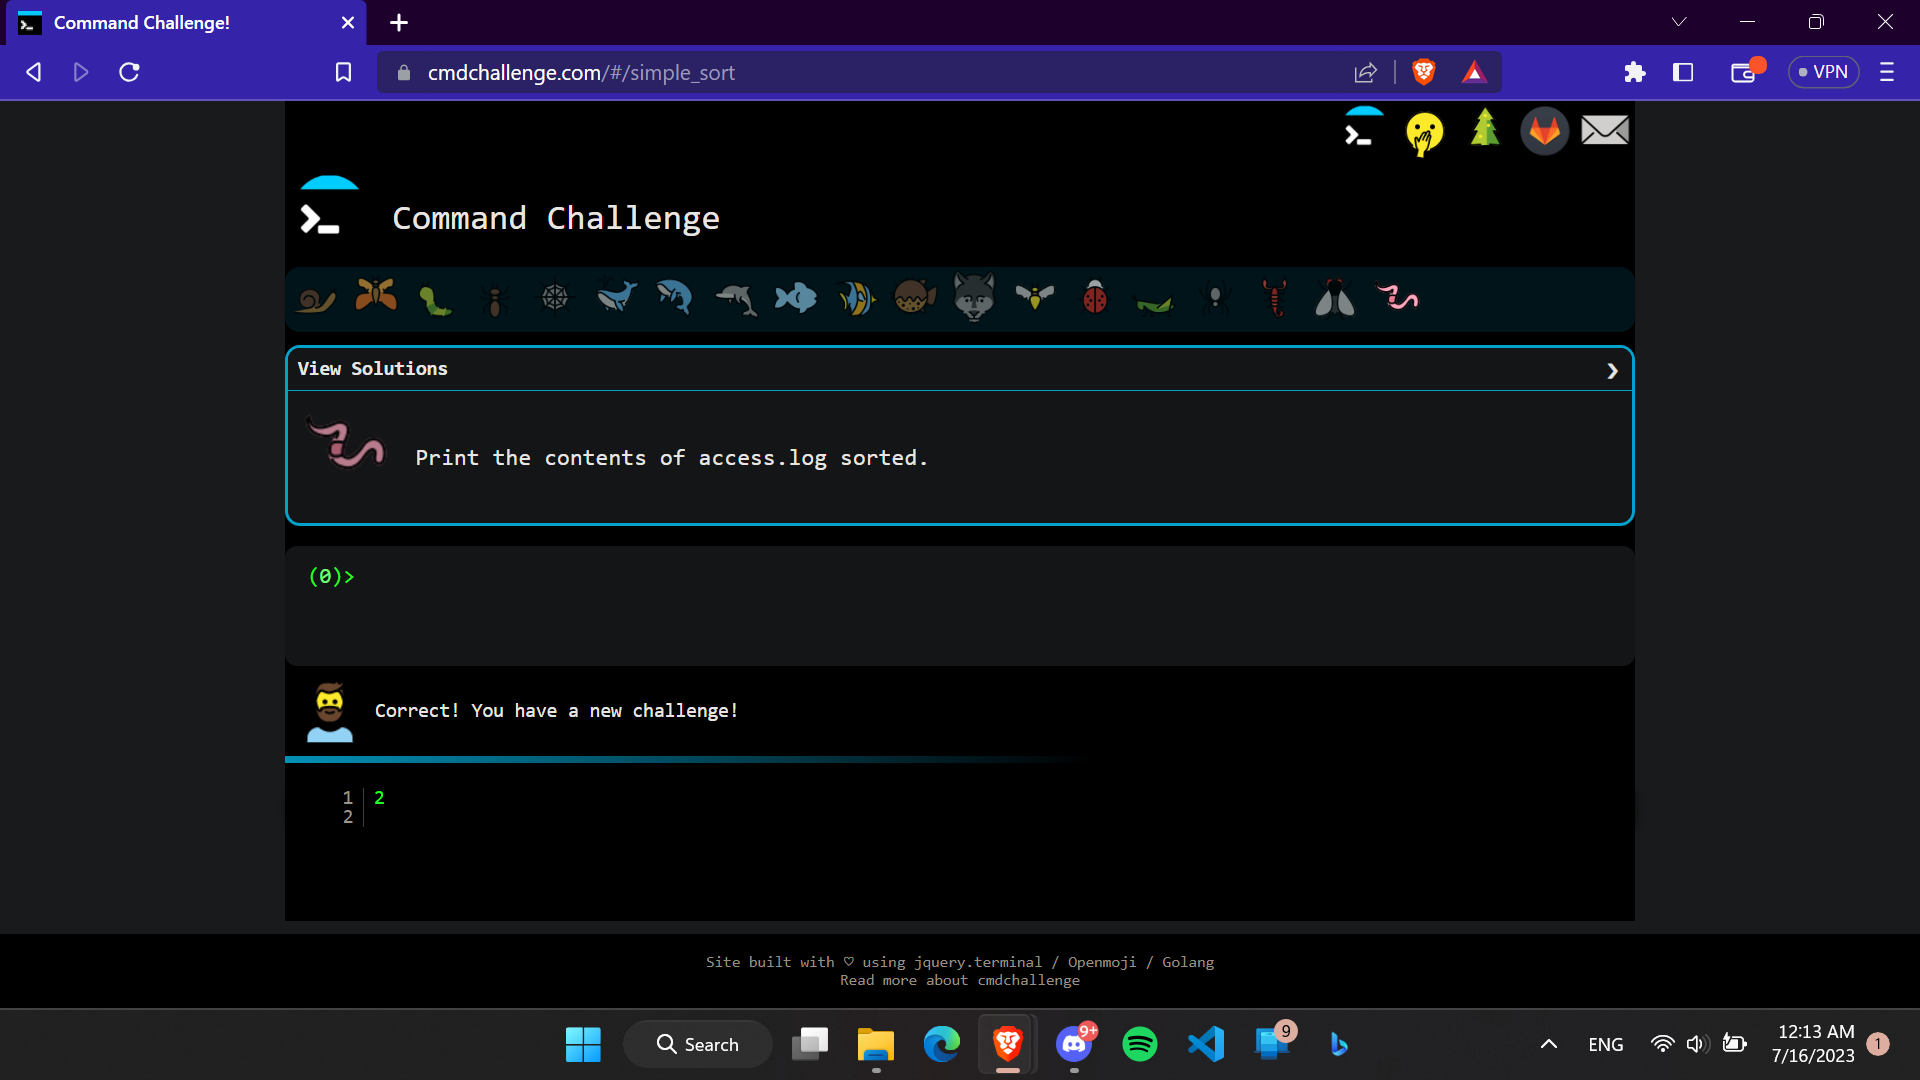 Command Challenge!
cmdchallenge.com/#/simple_sort
VPN
Command Challenge
View Solutions
Print the contents of access.log sorted.
(0)>
Correct! You have a new challenge!
1 2
2
Site built with ♡ using jquery.terminal / Openmoji / Golang
Read more about cmdchallenge
Search
9+
9
ENG
12:13 AM
7/16/2023
1